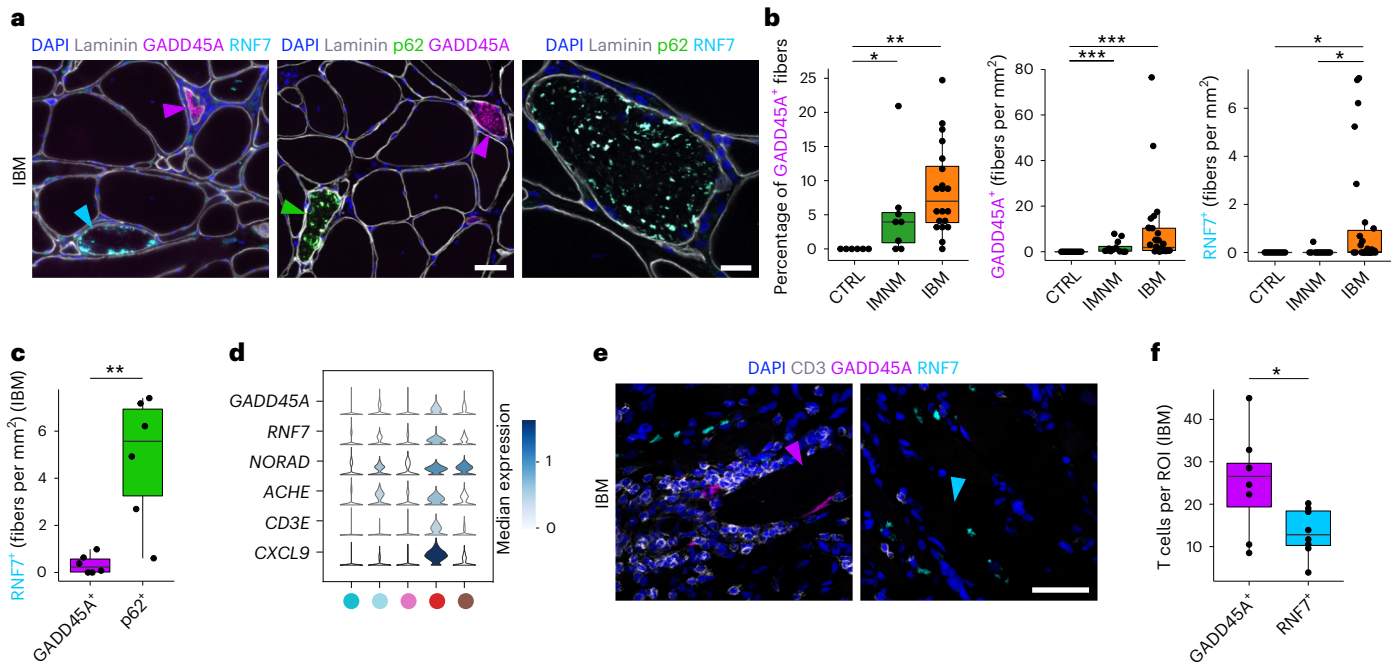 a
DAPI Laminin GADD45A RNF7
DAPI Laminin p62 GADD45A
DAPI Laminin p62 RNF7
IBM
b
Percentage of GADD45A+ fibers
25
20
15
10
5
0
* **
CTRL
IMNM
IBM
GADD45A+ (fibers per mm2)
80
60
40
20
0
*** ***
CTRL
IMNM
IBM
RNF7+ (fibers per mm2)
6
4
2
0
* *
CTRL
IMNM
IBM
c
RNF7+ (fibers per mm2) (IBM)
6
4
2
0
**
GADD45A+
p62+
d
GADD45A
RNF7
NORAD
ACHE
CD3E
CXCL9
Median expression
1
0
e
DAPI CD3 GADD45A RNF7
IBM
f
T cells per ROI (IBM)
40
30
20
10
*
GADD45A+
RNF7+